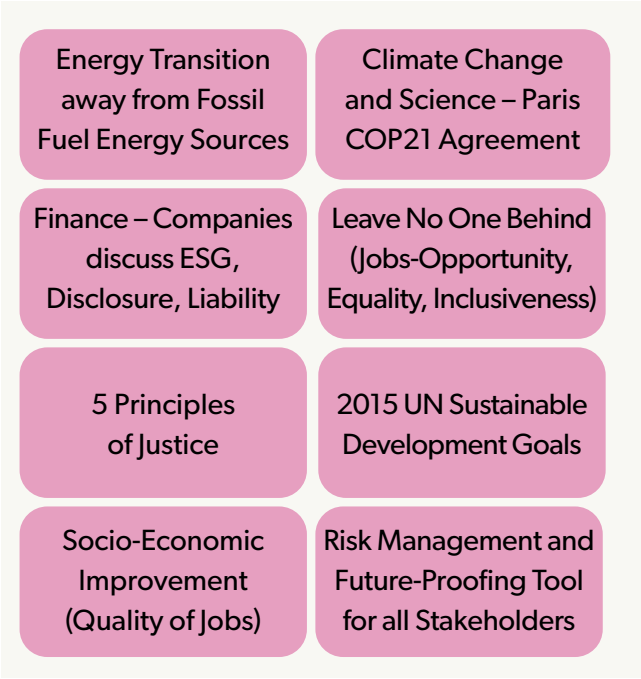 Energy Transition
away from Fossil
Fuel Energy Sources
Climate Change
and Science – Paris
COP21 Agreement
Finance – Companies
discuss ESG,
Disclosure, Liability
Leave No One Behind
(Jobs-Opportunity,
Equality, Inclusiveness)
5 Principles
of Justice
2015 UN Sustainable
Development Goals
Socio-Economic
Improvement
(Quality of Jobs)
Risk Management and
Future-Proofing Tool
for all Stakeholders